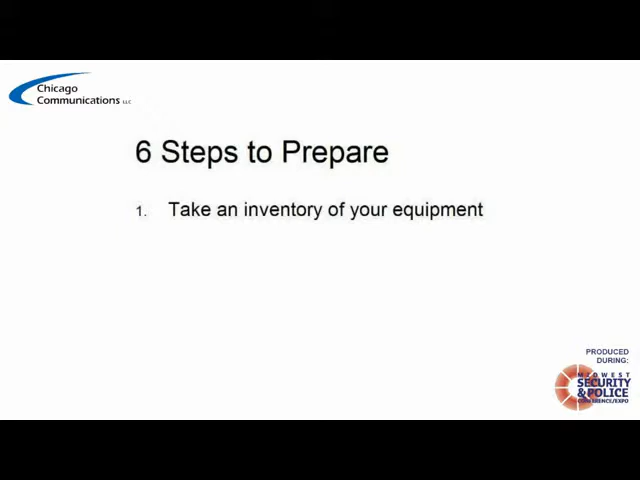 Chicago
Communications LLC
6 Steps to Prepare
1. Take an inventory of your equipment
PRODUCED
DURING:
MIDWEST
SECURITY
&POLICE
CONFERENCE/EXPO